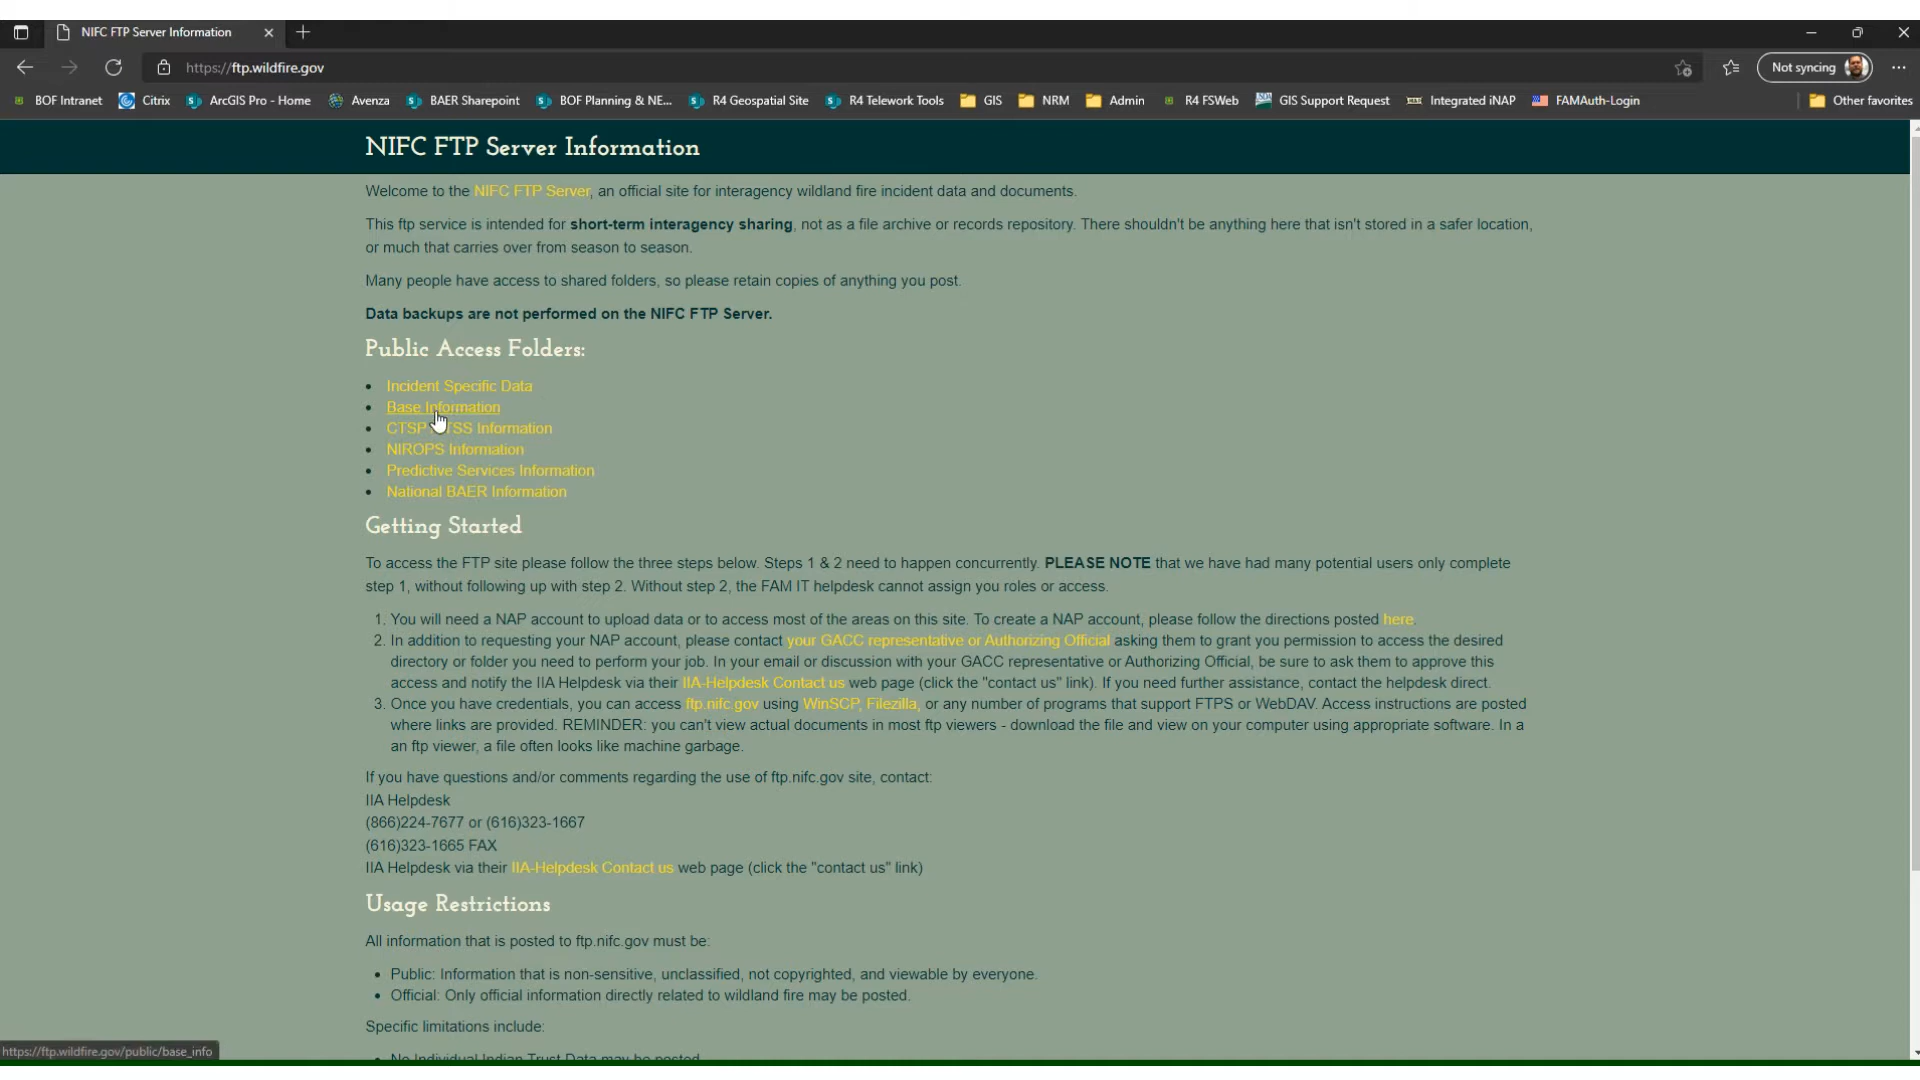 NIFC FTP Server Information
https://ftp.wildfire.gov
Not syncing
BOF Intranet Citrix ArcGIS Pro - Home Avenza BAER Sharepoint BOF Planning & NE... R4 Geospatial Site R4 Telework Tools GIS NRM Admin R4 FSWeb GIS Support Request Integrated iNAP FAMAuth-Login Other favorites
NIFC FTP Server Information
Welcome to the NIFC FTP Server, an official site for interagency wildland fire incident data and documents.
This ftp service is intended for short-term interagency sharing, not as a file archive or records repository. There shouldn't be anything here that isn't stored in a safer location,
or much that carries over from season to season.
Many people have access to shared folders, so please retain copies of anything you post.
Data backups are not performed on the NIFC FTP Server.
Public Access Folders:
• Incident Specific Data
• Base Information
• CTSP TSS Information
• NIROPS Information
• Predictive Services Information
• National BAER Information
Getting Started
To access the FTP site please follow the three steps below. Steps 1 & 2 need to happen concurrently. PLEASE NOTE that we have had many potential users only complete
step 1, without following up with step 2. Without step 2, the FAM IT helpdesk cannot assign you roles or access.
1. You will need a NAP account to upload data or to access most of the areas on this site. To create a NAP account, please follow the directions posted here.
2. In addition to requesting your NAP account, please contact your GACC representative or Authorizing Official asking them to grant you permission to access the desired
directory or folder you need to perform your job. In your email or discussion with your GACC representative or Authorizing Official, be sure to ask them to approve this
access and notify the IIA Helpdesk via their IIA-Helpdesk Contact us web page (click the "contact us" link). If you need further assistance, contact the helpdesk direct.
3. Once you have credentials, you can access ftp.nifc.gov using WinSCP, Filezilla, or any number of programs that support FTPS or WebDAV. Access instructions are posted
where links are provided. REMINDER: you can't view actual documents in most ftp viewers - download the file and view on your computer using appropriate software. In a
an ftp viewer, a file often looks like machine garbage.
If you have questions and/or comments regarding the use of ftp.nifc.gov site, contact:
IIA Helpdesk
(866)224-7677 or (616)323-1667
(616)323-1665 FAX
IIA Helpdesk via their IIA-Helpdesk Contact us web page (click the "contact us" link)
Usage Restrictions
All information that is posted to ftp.nifc.gov must be:
• Public: Information that is non-sensitive, unclassified, not copyrighted, and viewable by everyone.
• Official: Only official information directly related to wildland fire may be posted.
Specific limitations include:
• No Individual Indian Trust Data may be posted
https://ftp.wildfire.gov/public/base_info